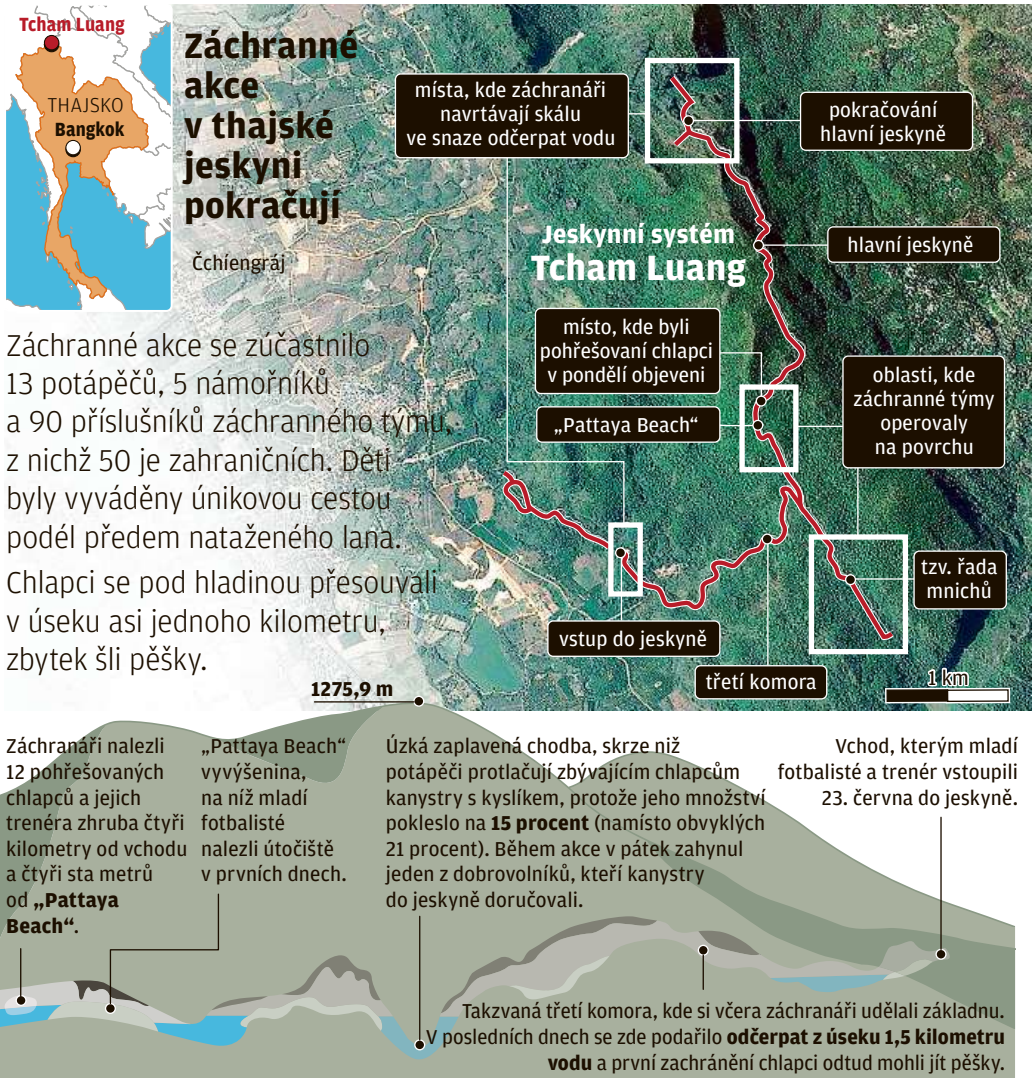 Tcham Luang
THAJSKO
Bangkok
Záchranné
akce
v thajské
jeskyni
pokračují
Čchiengráj
Záchranné akce se zúčastnilo
13 potápěčů, 5 námořníků
a 90 příslušníků záchranného týmu,
z nichž 50 je zahraničních. Děti
byly vyváděny únikovou cestou
podél předem nataženého lana.
Chlapci se pod hladinou přesouvali
v úseku asi jednoho kilometru,
zbytek šli pěšky.
místa, kde záchranáři
navrtávají skálu
ve snaze odčerpat vodu
pokračování
hlavní jeskyně
Jeskynní systém
Tcham Luang
hlavní jeskyně
místo, kde byli
pohřešovaní chlapci
v pondělí objeveni
„Pattaya Beach“
oblasti, kde
záchranné týmy
operovaly
na povrchu
tzv. řada
mnichů
vstup do jeskyně
třetí komora
1 km
1275,9 m
Záchranáři nalezli
12 pohřešovaných
chlapců a jejich
trenéra zhruba čtyři
kilometry od vchodu
a čtyři sta metrů
od „Pattaya
Beach“.
„Pattaya Beach“
vyvýšenina,
na níž mladí
fotbalisté
nalezli útočiště
v prvních dnech.
Úzká zaplavená chodba, skrze niž
potápěči protlačují zbývajícím chlapcům
kanystry s kyslíkem, protože jeho množství
pokleslo na 15 procent (namísto obvyklých
21 procent). Během akce v pátek zahynul
jeden z dobrovolníků, kteří kanystry
do jeskyně doručovali.
Vchod, kterým mladí
fotbalisté a trenér vstoupili
23. června do jeskyně.
Takzvaná třetí komora, kde si včera záchranáři udělali základnu.
V posledních dnech se zde podařilo odčerpat z úseku 1,5 kilometru
vodu a první zachránění chlapci odtud mohli jít pěšky.